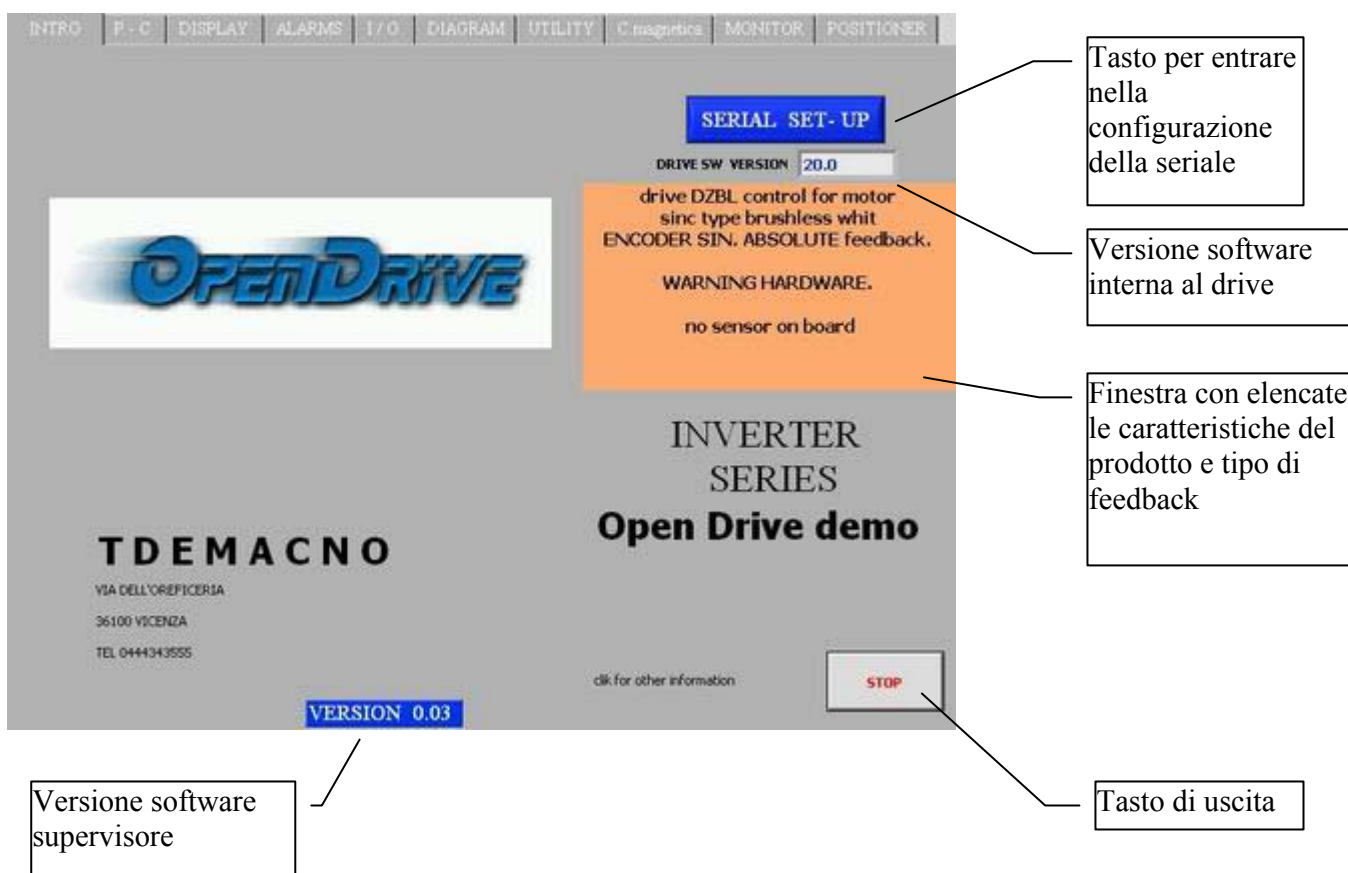 INTRO P - C DISPLAY ALARMS I / O DIAGRAM UTILITY C magnetica MONITOR POSITIONER
SERIAL SET- UP
DRIVE SW VERSION 20.0
drive DZBL control for motor
sinc type brushless whit
ENCODER SIN. ABSOLUTE feedback.
WARNING HARDWARE.
no sensor on board
OPENDRIVE
INVERTER
SERIES
Open Drive demo
T D E M A C N O
VIA DELL'OREFICERIA
36100 VICENZA
TEL 0444343555
clik for other information
STOP
VERSION 0.03
Tasto per entrare
nella
configurazione
della seriale
Versione software
interna al drive
Finestra con elencate
le caratteristiche del
prodotto e tipo di
feedback
Tasto di uscita
Versione software
supervisore